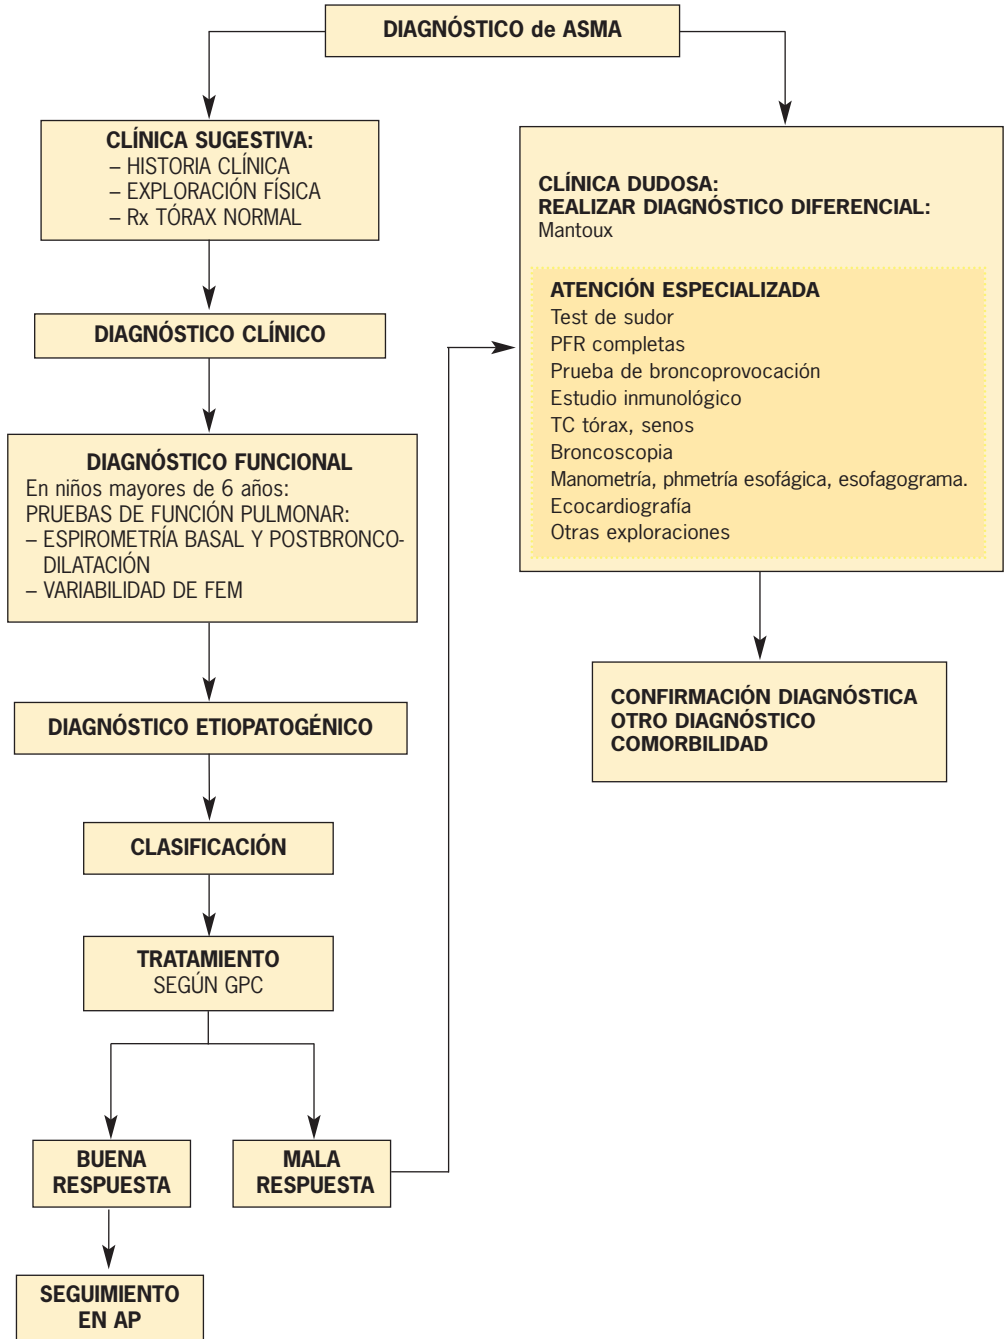 DIAGNÓSTICO de ASMA
CLÍNICA SUGESTIVA:
– HISTORIA CLÍNICA
– EXPLORACIÓN FÍSICA
– Rx TÓRAX NORMAL
DIAGNÓSTICO CLÍNICO
DIAGNÓSTICO FUNCIONAL
En niños mayores de 6 años:
PRUEBAS DE FUNCIÓN PULMONAR:
– ESPIROMETRÍA BASAL Y POSTBRONCO-
DILATACIÓN
– VARIABILIDAD DE FEM
DIAGNÓSTICO ETIOPATOGÉNICO
CLASIFICACIÓN
TRATAMIENTO
SEGÚN GPC
BUENA
RESPUESTA
MALA
RESPUESTA
SEGUIMIENTO
EN AP
CLÍNICA DUDOSA:
REALIZAR DIAGNÓSTICO DIFERENCIAL:
Mantoux
ATENCIÓN ESPECIALIZADA
Test de sudor
PFR completas
Prueba de broncoprovocación
Estudio inmunológico
TC tórax, senos
Broncoscopia
Manometría, phmetría esofágica, esofagograma.
Ecocardiografía
Otras exploraciones
CONFIRMACIÓN DIAGNÓSTICA
OTRO DIAGNÓSTICO
COMORBILIDAD